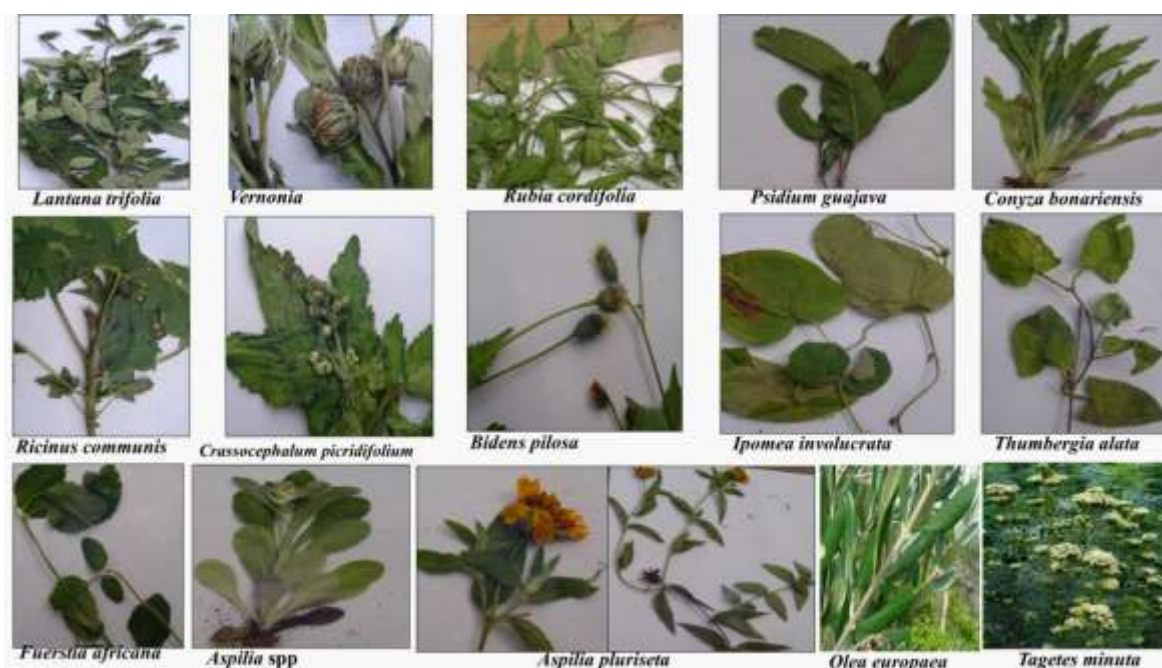 Lantana trifolia
Vernonia
Rubia cordifolia
Psidium guajava
Conyza bonariensis
Ricinus communis
Crassocephalum picridifolium
Bidens pilosa
Ipomea involucrata
Thumbergia alata
Fuerstia africana
Aspilia spp
Aspilia pluriseta
Olea europaea
Tagetes minuta